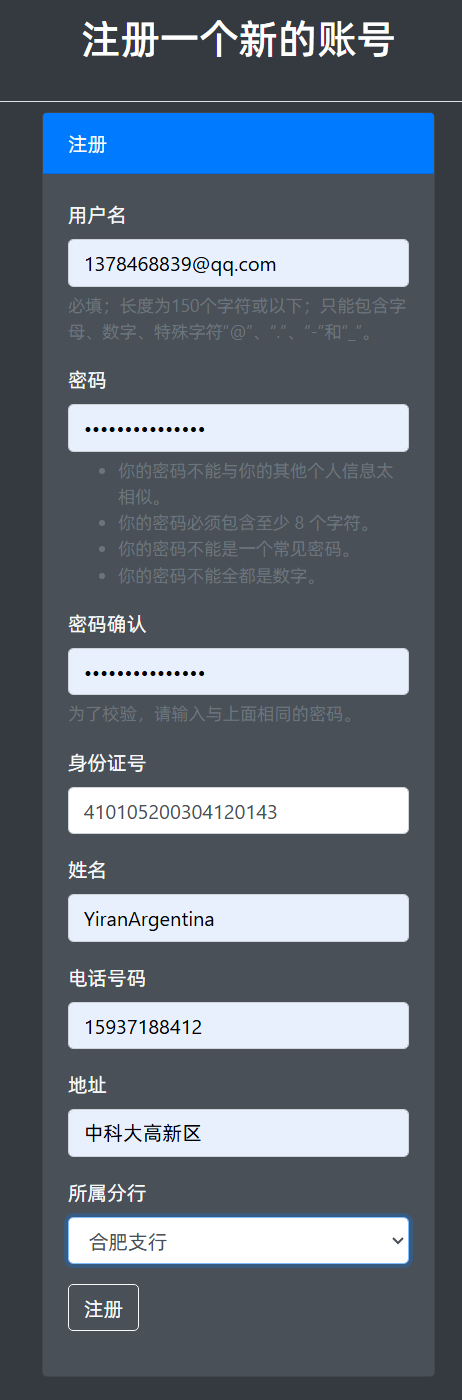 注册一个新的账号
注册
用户名
1378468839@qq.com
必填；长度为150个字符或以下；只能包含字
母、数字、特殊字符“@”、“.”、“-”和“_”。
密码
•••••••••••••••
• 你的密码不能与你的其他个人信息太
相似。
• 你的密码必须包含至少 8 个字符。
• 你的密码不能是一个常见密码。
• 你的密码不能全都是数字。
密码确认
•••••••••••••••
为了校验，请输入与上面相同的密码。
身份证号
410105200304120143
姓名
YiranArgentina
电话号码
15937188412
地址
中科大高新区
所属分行
合肥支行
注册